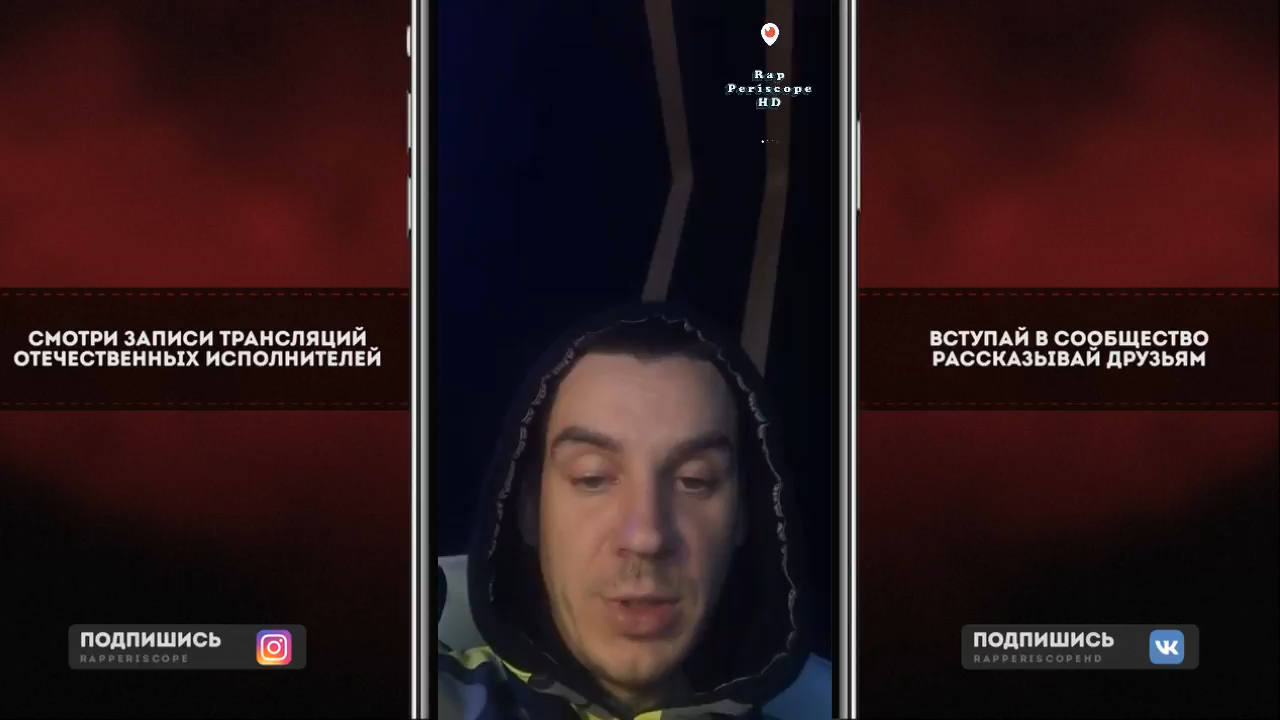 Rap
Periscope
HD
СМОТРИ ЗАПИСИ ТРАНСЛЯЦИЙ
ОТЕЧЕСТВЕННЫХ ИСПОЛНИТЕЛЕЙ
ВСТУПАЙ В СООБЩЕСТВО
РАССКАЗЫВАЙ ДРУЗЬЯМ
ПОДПИШИСЬ
RAPPERISCOPE
ПОДПИШИСЬ
RAPPERISCOPEHD